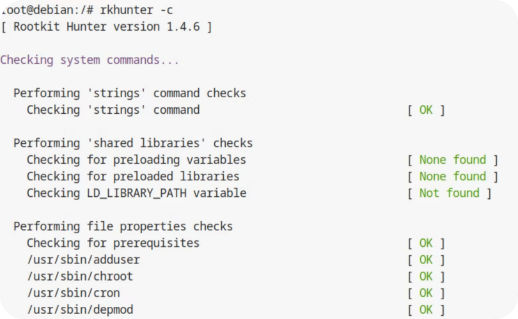 root@debian:/# rkhunter -c
[ Rootkit Hunter version 1.4.6 ]
Checking system commands...
Performing 'strings' command checks
Checking 'strings' command [ OK ]
Performing 'shared libraries' checks
Checking for preloading variables [ None found ]
Checking for preloaded libraries [ None found ]
Checking LD_LIBRARY_PATH variable [ Not found ]
Performing file properties checks
Checking for prerequisites [ OK ]
/usr/sbin/adduser [ OK ]
/usr/sbin/chroot [ OK ]
/usr/sbin/cron [ OK ]
/usr/sbin/depmod [ OK ]